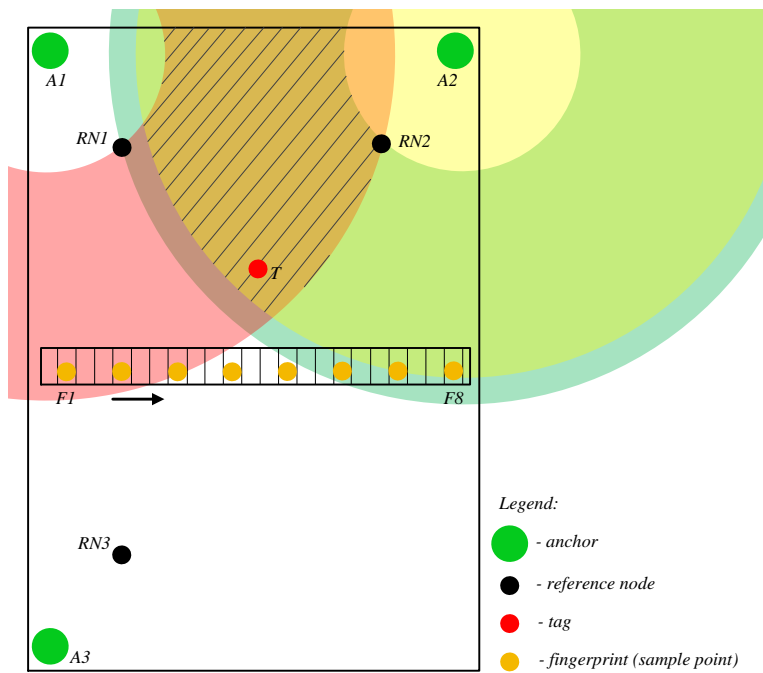 A1
A2
RN1
RN2
T
F1
F8
RN3
A3
Legend:
- anchor
- reference node
- tag
- fingerprint (sample point)